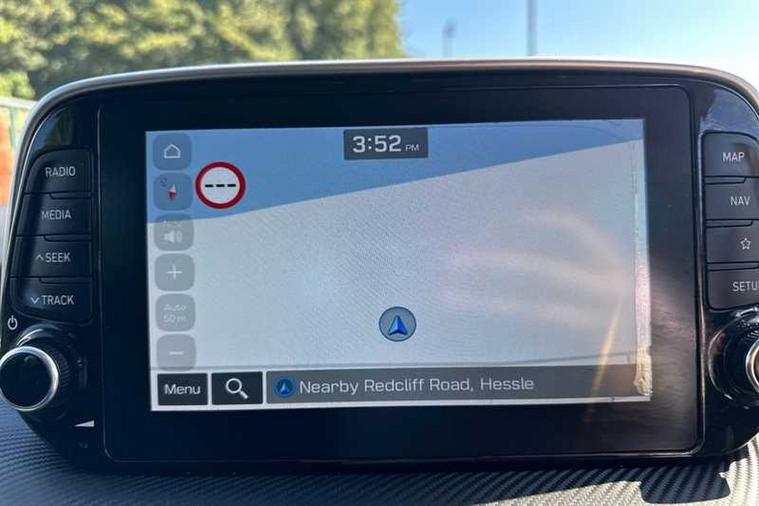 RADIO
MEDIA
SEEK
TRACK
3:52 PM
---
Auto
50 m
Menu
Nearby Redcliff Road, Hessle
MAP
NAV
SETU